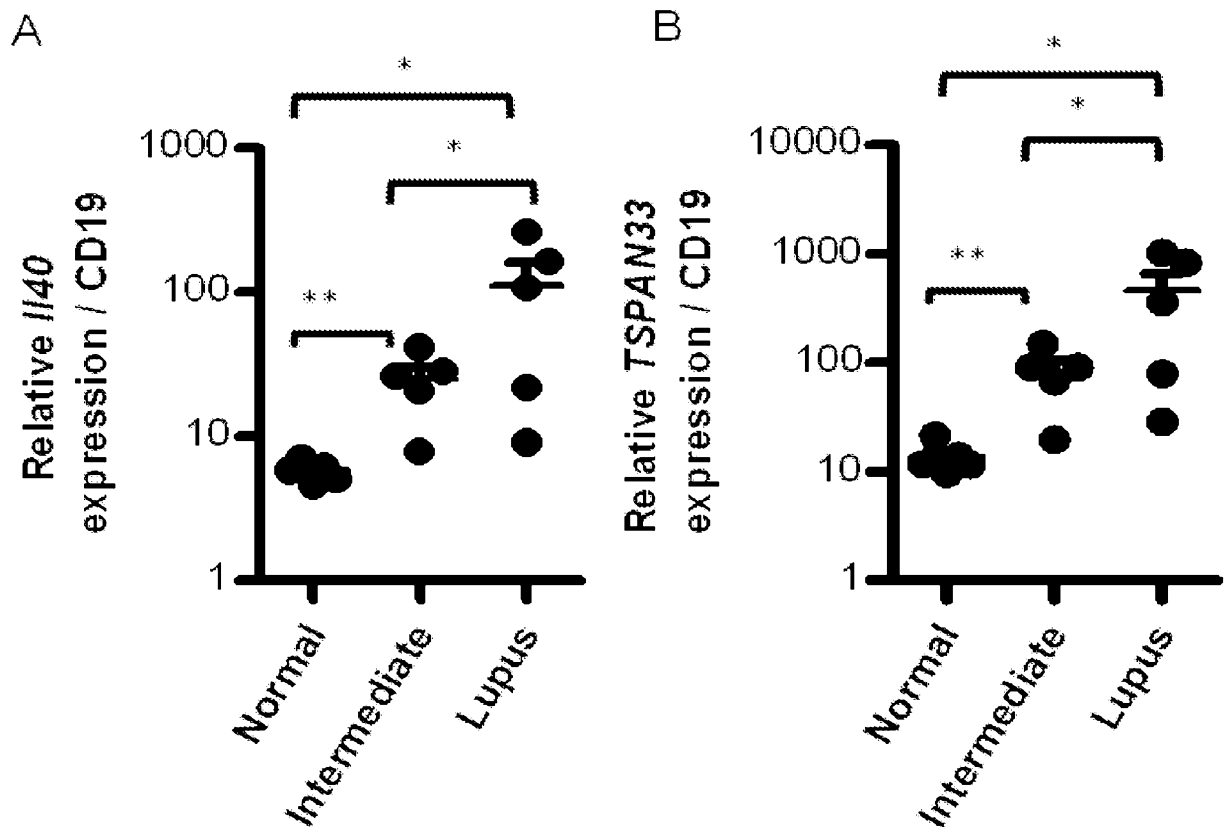 A
*
*
**
1000
100
10
1
Relative Il40
expression / CD19
Normal
Intermediate
Lupus
B
*
*
**
10000
1000
100
10
1
Relative TSPAN33
expression / CD19
Normal
Intermediate
Lupus